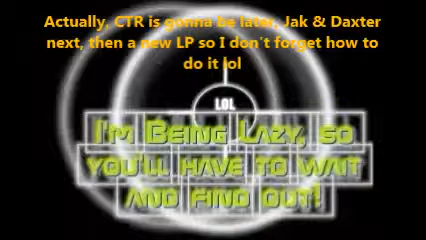 Actually, CTR is gonna be later, Jak & Daxter
next, then a new LP so I don't forget how to
do it lol
LOL
I'm Being Lazy, so
you'll have to wait
and find out!